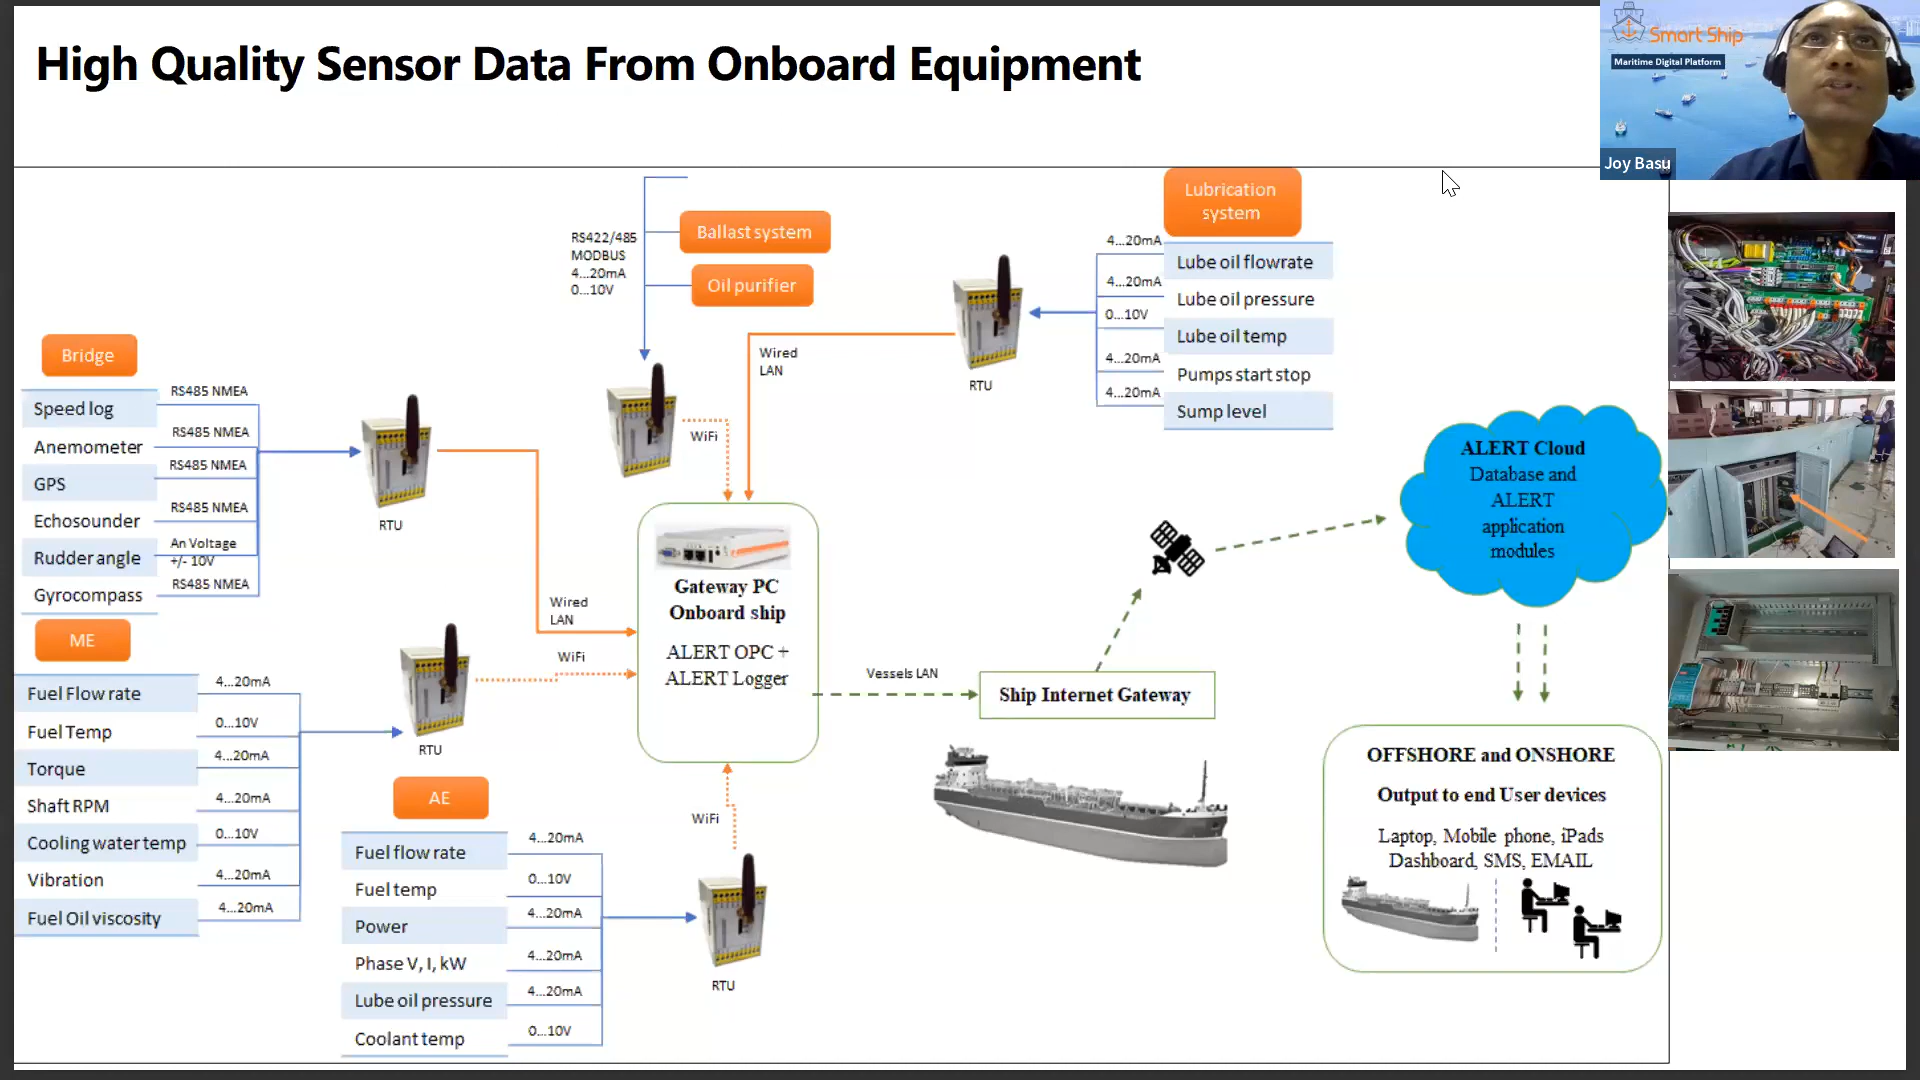 High Quality Sensor Data From Onboard Equipment
Smart Ship
Maritime Digital Platform
Joy Basu
RS422/485
MODBUS
4...20mA
0...10V
Ballast system
Oil purifier
Lubrication
system
4...20mA
Lube oil flowrate
4...20mA
Lube oil pressure
0...10V
Lube oil temp
4...20mA
Pumps start stop
4...20mA
Sump level
RTU
Wired
LAN
WiFi
Bridge
RS485 NMEA
Speed log
RS485 NMEA
Anemometer
RS485 NMEA
GPS
RS485 NMEA
Echosounder
An Voltage
+/- 10V
Rudder angle
RS485 NMEA
Gyrocompass
RTU
Wired
LAN
ME
4...20mA
Fuel Flow rate
0...10V
Fuel Temp
4...20mA
Torque
4...20mA
Shaft RPM
0...10V
Cooling water temp
4...20mA
Vibration
4...20mA
Fuel Oil viscosity
RTU
WiFi
AE
4...20mA
Fuel flow rate
0...10V
Fuel temp
4...20mA
Power
4...20mA
Phase V, I, kW
4...20mA
Lube oil pressure
0...10V
Coolant temp
RTU
WiFi
Gateway PC
Onboard ship
ALERT OPC +
ALERT Logger
Vessels LAN
Ship Internet Gateway
ALERT Cloud
Database and
ALERT
application
modules
OFFSHORE and ONSHORE
Output to end User devices
Laptop, Mobile phone, iPads
Dashboard, SMS, EMAIL